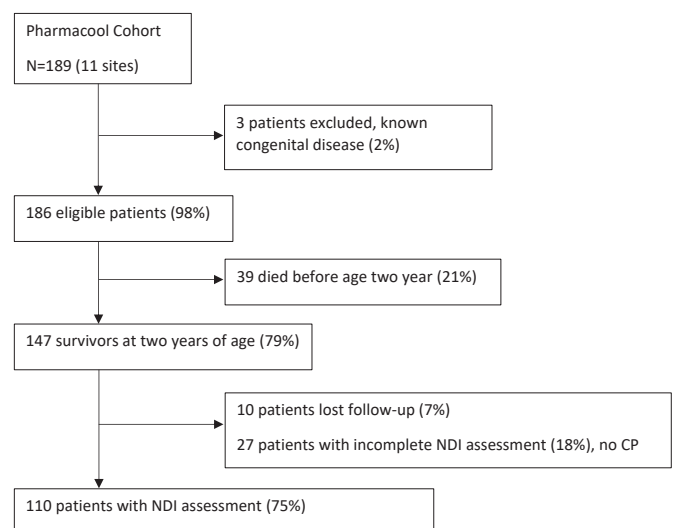 Pharmacool Cohort
N=189 (11 sites)
3 patients excluded, known
congenital disease (2%)
186 eligible patients (98%)
39 died before age two year (21%)
147 survivors at two years of age (79%)
10 patients lost follow-up (7%)
27 patients with incomplete NDI assessment (18%), no CP
110 patients with NDI assessment (75%)